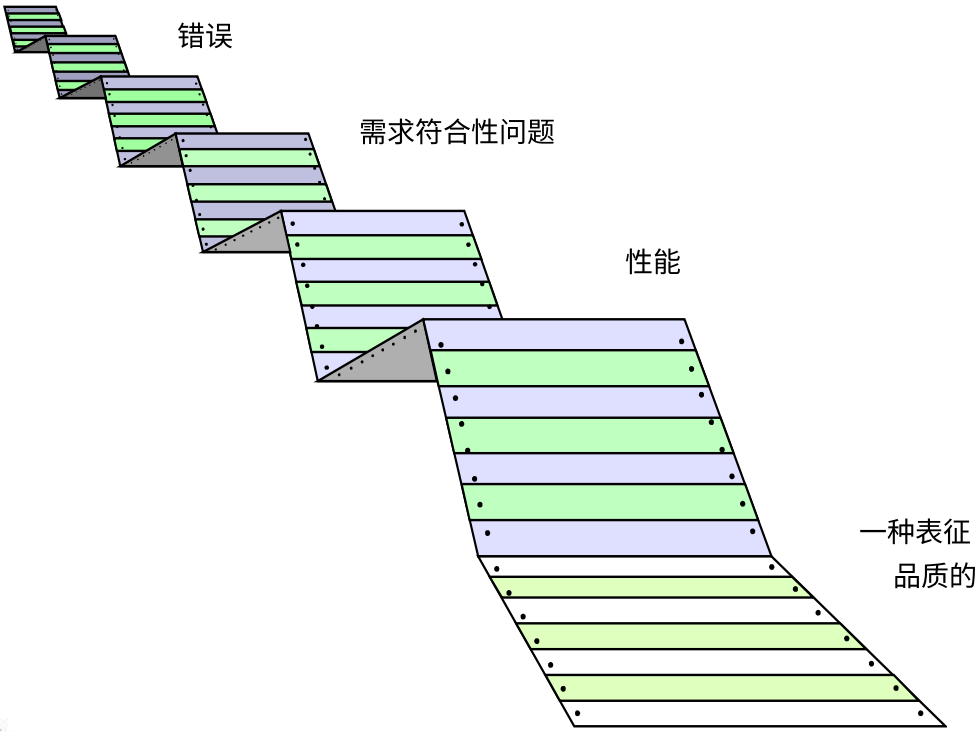 错误
需求符合性问题
性能
一种表征
品质的